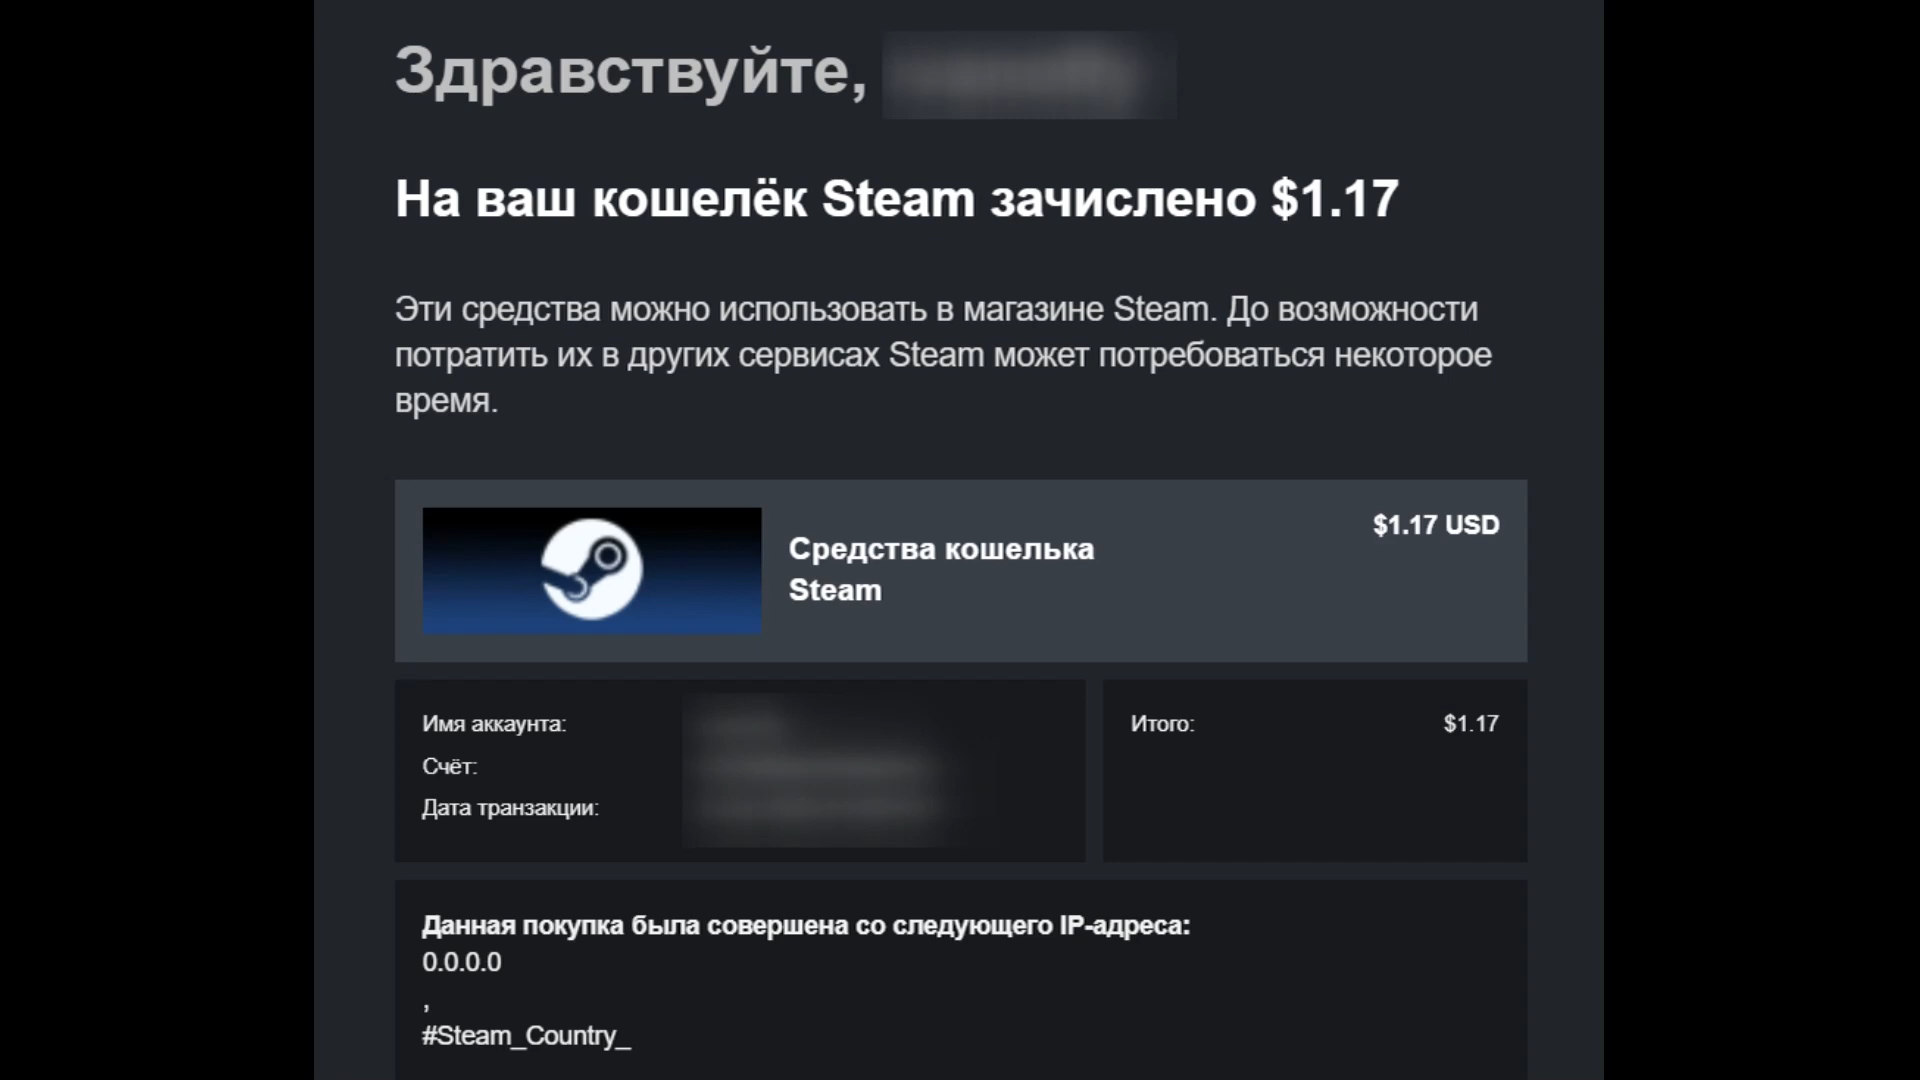 Здравствуйте,
На ваш кошелёк Steam зачислено $1.17
Эти средства можно использовать в магазине Steam. До возможности
потратить их в других сервисах Steam может потребоваться некоторое
время.
Средства кошелька
Steam
$1.17 USD
Имя аккаунта:
Счёт:
Дата транзакции:
Итого: $1.17
Данная покупка была совершена со следующего IP-адреса:
0.0.0.0
,
#Steam_Country_